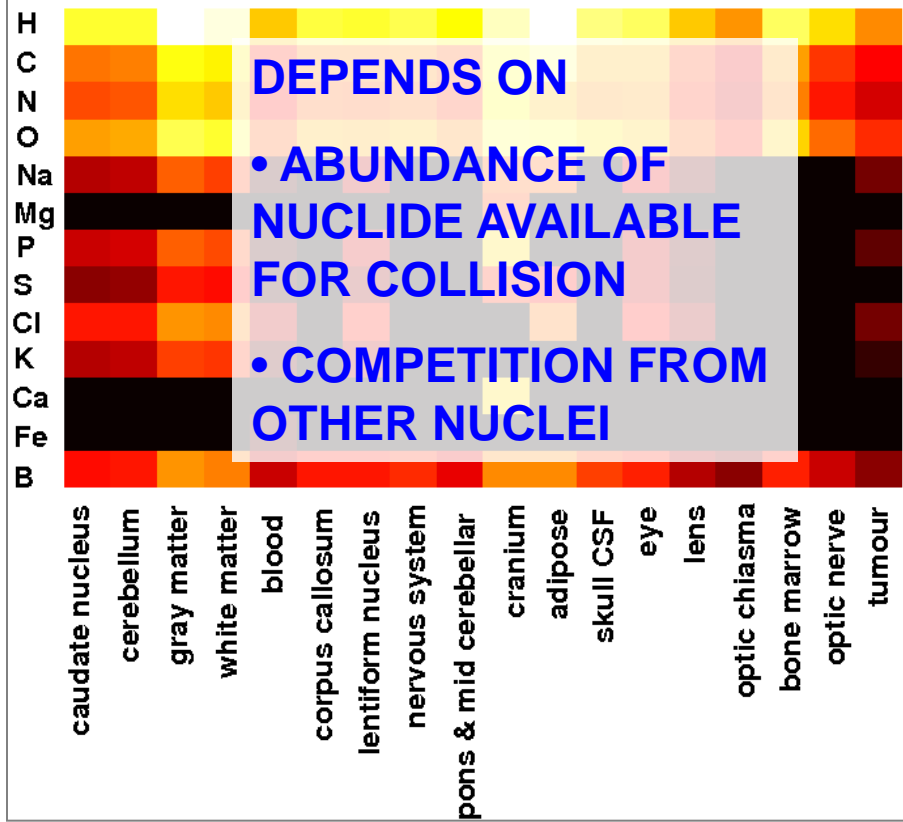 H
C
N
O
Na
Mg
P
S
Cl
K
Ca
Fe
B
DEPENDS ON
• ABUNDANCE OF
NUCLIDE AVAILABLE
FOR COLLISION
• COMPETITION FROM
OTHER NUCLEI
caudate nucleus
cerebellum
gray matter
white matter
blood
corpus callosum
lentiform nucleus
nervous system
pons & mid cerebellar
cranium
adipose
skull CSF
eye
lens
optic chiasma
bone marrow
optic nerve
tumour